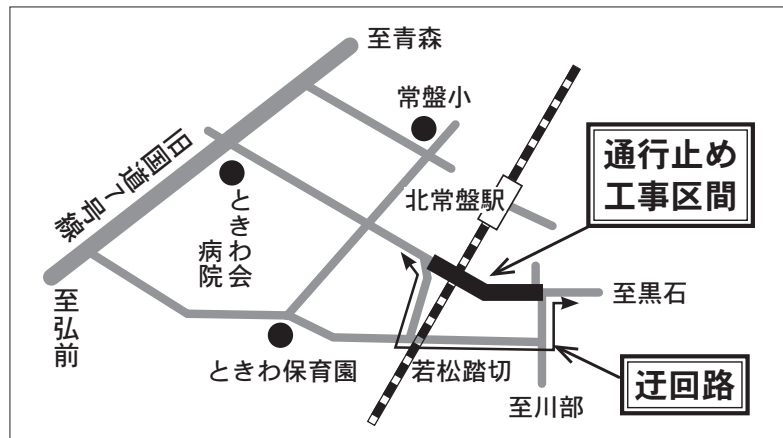 至青森
常盤小
旧国道7号線
ときわ会
病院
北常盤駅
通行止め
工事区間
至弘前
至黒石
ときわ保育園
若松踏切
迂回路
至川部